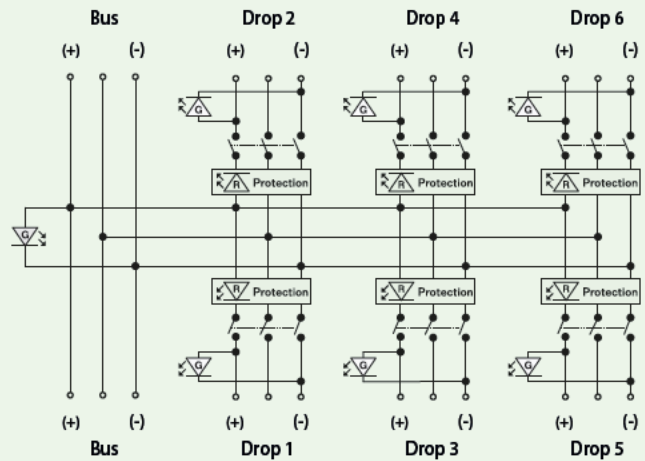 Bus Drop 2 Drop 4 Drop 6
(+) (-) (+) (-) (+) (-) (+) (-)
G G G
R Protection R Protection R Protection
G
R Protection R Protection R Protection
G G G
(+) (-) (+) (-) (+) (-) (+) (-)
Bus Drop 1 Drop 3 Drop 5